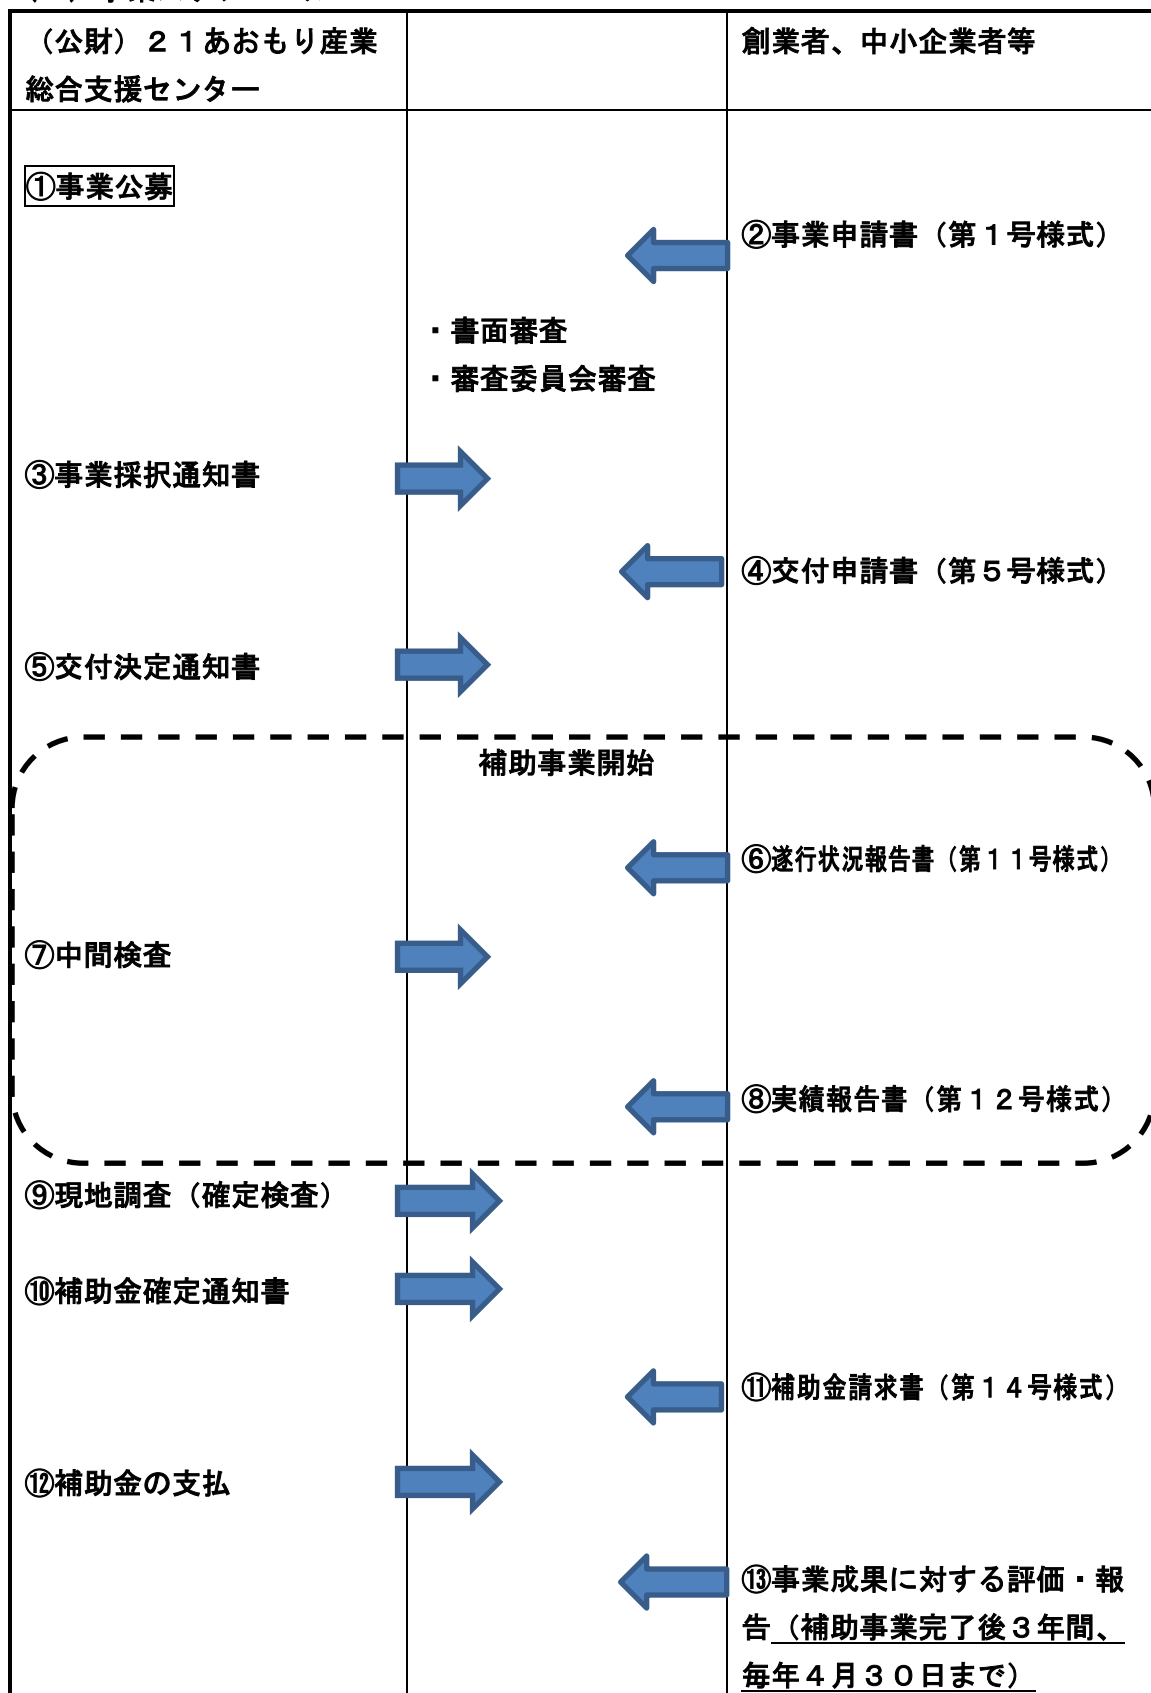 （公財）２１あおもり産業
総合支援センター
創業者、中小企業者等
①事業公募
②事業申請書（第１号様式）
・書面審査
・審査委員会審査
③事業採択通知書
④交付申請書（第５号様式）
⑤交付決定通知書
補助事業開始
⑥遂行状況報告書（第１１号様式）
⑦中間検査
⑧実績報告書（第１２号様式）
⑨現地調査（確定検査）
⑩補助金確定通知書
⑪補助金請求書（第１４号様式）
⑫補助金の支払
⑬事業成果に対する評価・報
告（補助事業完了後３年間、
毎年４月３０日まで）